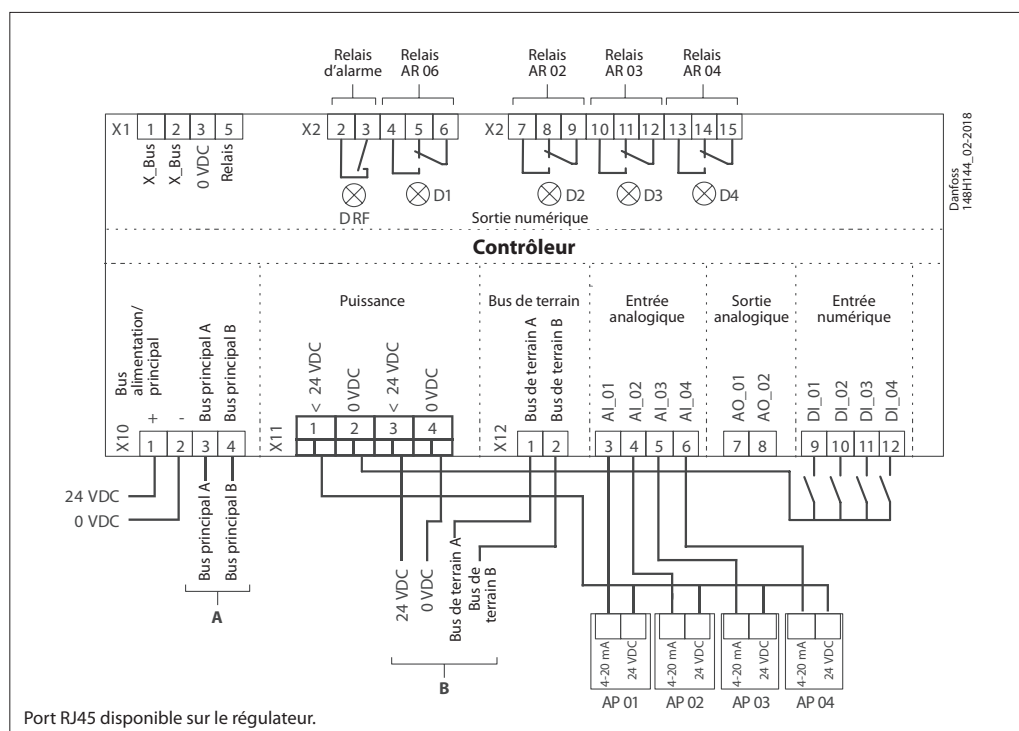 Relais d'alarme
Relais AR 06
Relais AR 02
Relais AR 03
Relais AR 04
X1 1 2 3 5
X2 2 3 4 5 6
X2 7 8 9 10 11 12 13 14 15
X_Bus
X_Bus
0 VDC
Relais
D RF
D1
D2
D3
D4
Sortie numérique
Danfoss
148H144_02-2018
Contrôleur
Puissance
Bus de terrain
Entrée analogique
Sortie analogique
Entrée numérique
Bus alimentation/ principal
+
-
Bus principal A
Bus principal B
< 24 VDC
0 VDC
< 24 VDC
0 VDC
Bus de terrain A
Bus de terrain B
AI_01
AI_02
AI_03
AI_04
AO_01
AO_02
DI_01
DI_02
DI_03
DI_04
X10 1 2 3 4
X11 1 2 3 4
X12 1 2
3 4 5 6
7 8
9 10 11 12
24 VDC
0 VDC
Bus principal A
Bus principal B
A
24 VDC
0 VDC
Bus de terrain A
Bus de terrain B
B
4-20 mA
24 VDC
4-20 mA
24 VDC
4-20 mA
24 VDC
4-20 mA
24 VDC
AP 01
AP 02
AP 03
AP 04
Port RJ45 disponible sur le régulateur.